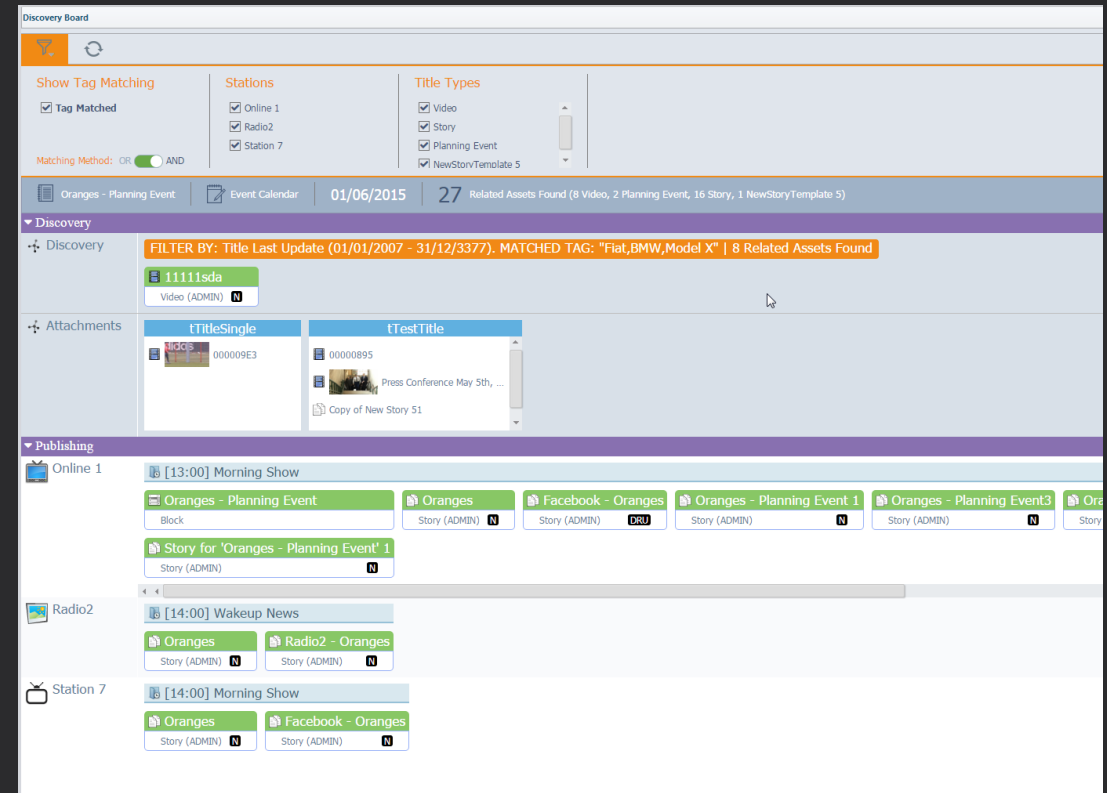 Discovery Board
Show Tag Matching
Stations
Title Types
Tag Matched
Online 1
Radio2
Station 7
Video
Story
Planning Event
NewStoryTemplate 5
Matching Method: OR AND
Oranges - Planning Event
Event Calendar
01/06/2015
27 Related Assets Found (8 Video, 2 Planning Event, 16 Story, 1 NewStoryTemplate 5)
Discovery
Discovery
FILTER BY: Title Last Update (01/01/2007 - 31/12/3377). MATCHED TAG: "Fiat,BMW,Model X" | 8 Related Assets Found
11111sda
Video (ADMIN) N
Attachments
tTitleSingle
000009E3
tTestTitle
00000895
Press Conference May 5th, ...
Copy of New Story 51
Publishing
Online 1
[13:00] Morning Show
Oranges - Planning Event
Block
Oranges
Story (ADMIN) N
Facebook - Oranges
Story (ADMIN) DRU
Oranges - Planning Event 1
Story (ADMIN) N
Oranges - Planning Event3
Story (ADMIN) N
Ora
Story
Story for 'Oranges - Planning Event' 1
Story (ADMIN) N
Radio2
[14:00] Wakeup News
Oranges
Story (ADMIN) N
Radio2 - Oranges
Story (ADMIN) N
Station 7
[14:00] Morning Show
Oranges
Story (ADMIN) N
Facebook - Oranges
Story (ADMIN) N